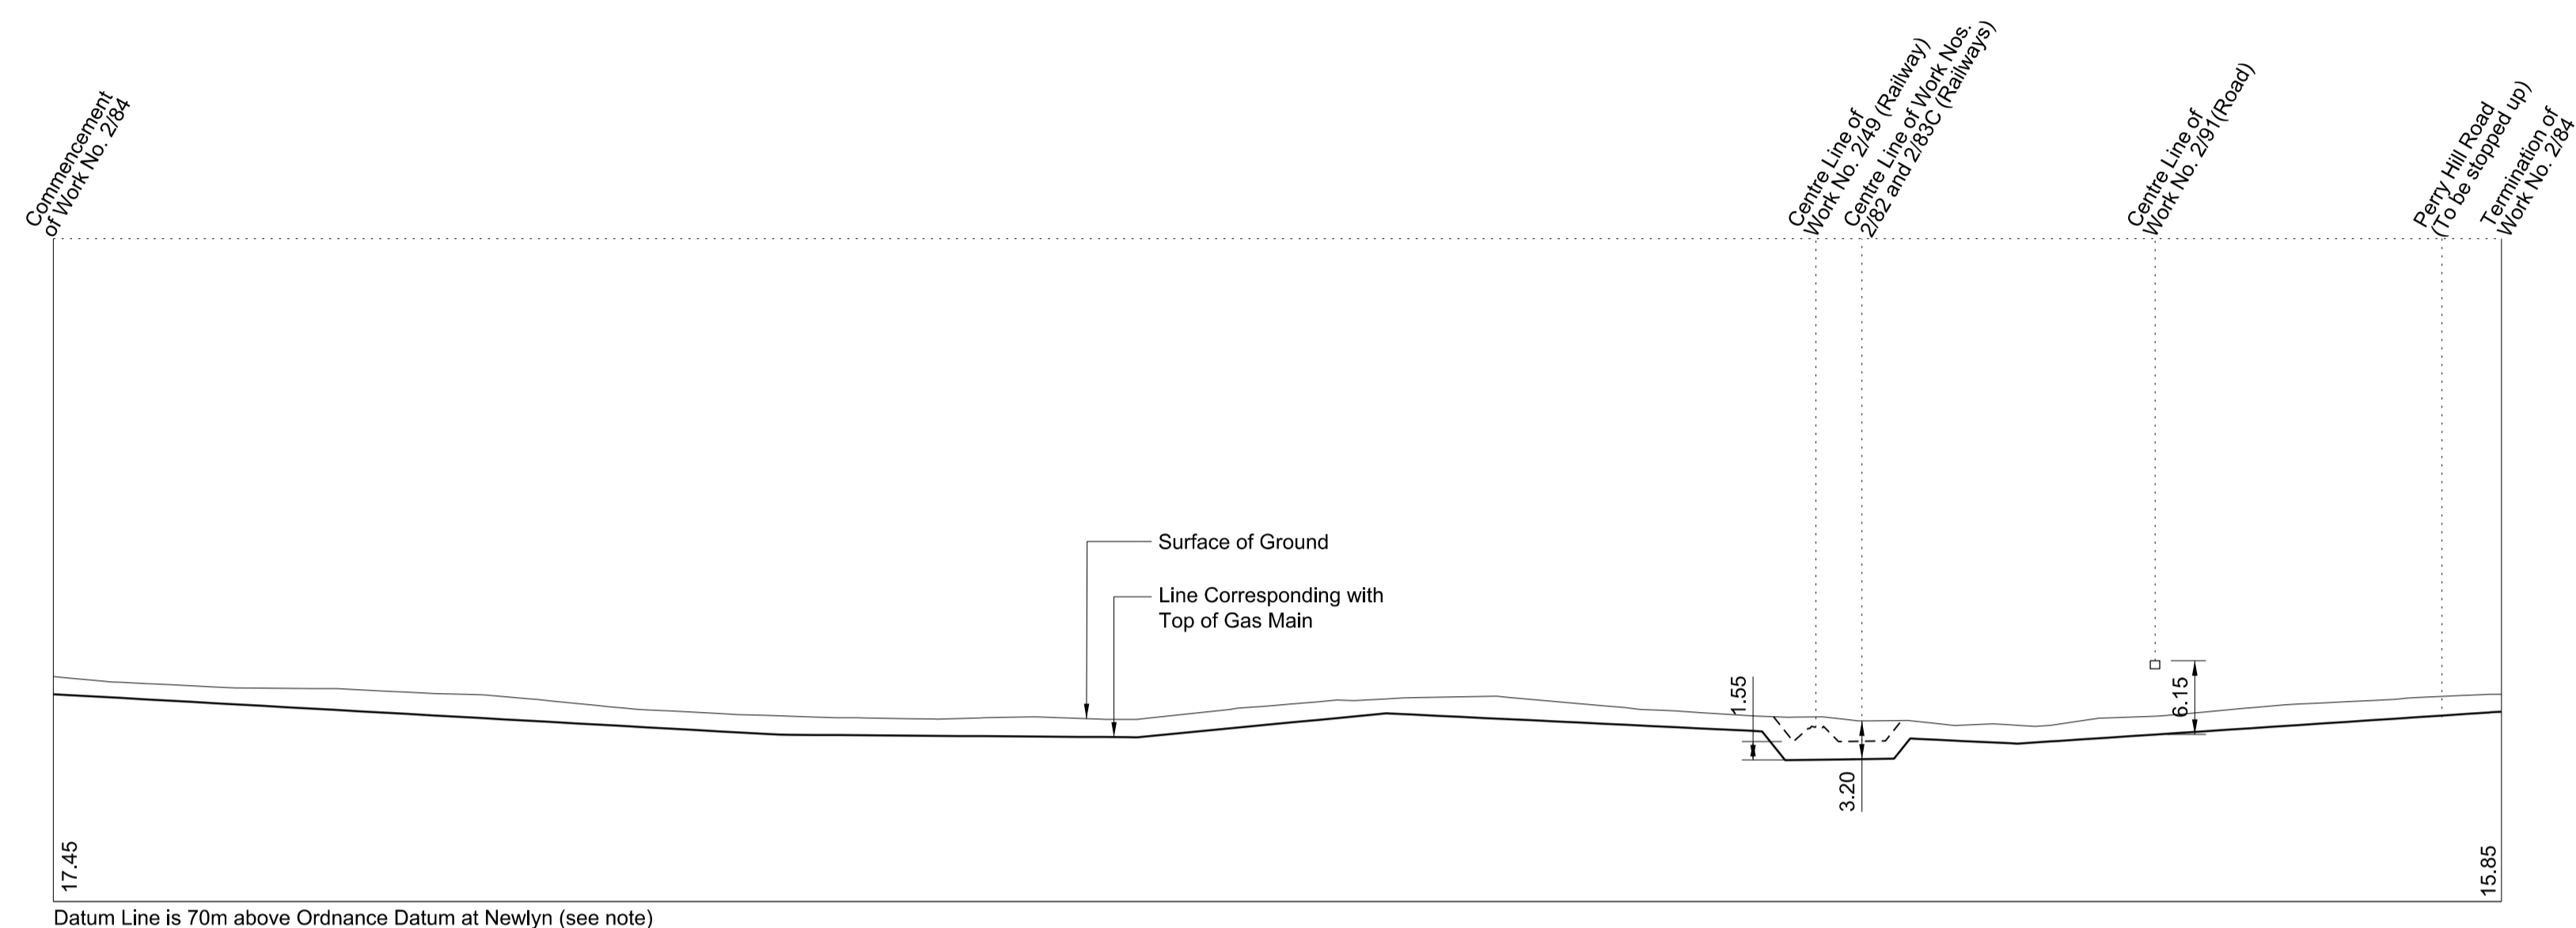 Commencement
of Work No. 2/84
Centre Line of
Work No. 2/49 (Railway)
Centre Line of Work Nos.
2/82 and 2/83C (Railways)
Centre Line of
Work No. 2/91(Road)
Perry Hill Road
(To be stopped up)
Termination of
Work No. 2/84
Surface of Ground
Line Corresponding with
Top of Gas Main
1.55
3.20
6.15
17.45
15.85
Datum Line is 70m above Ordnance Datum at Newlyn (see note)